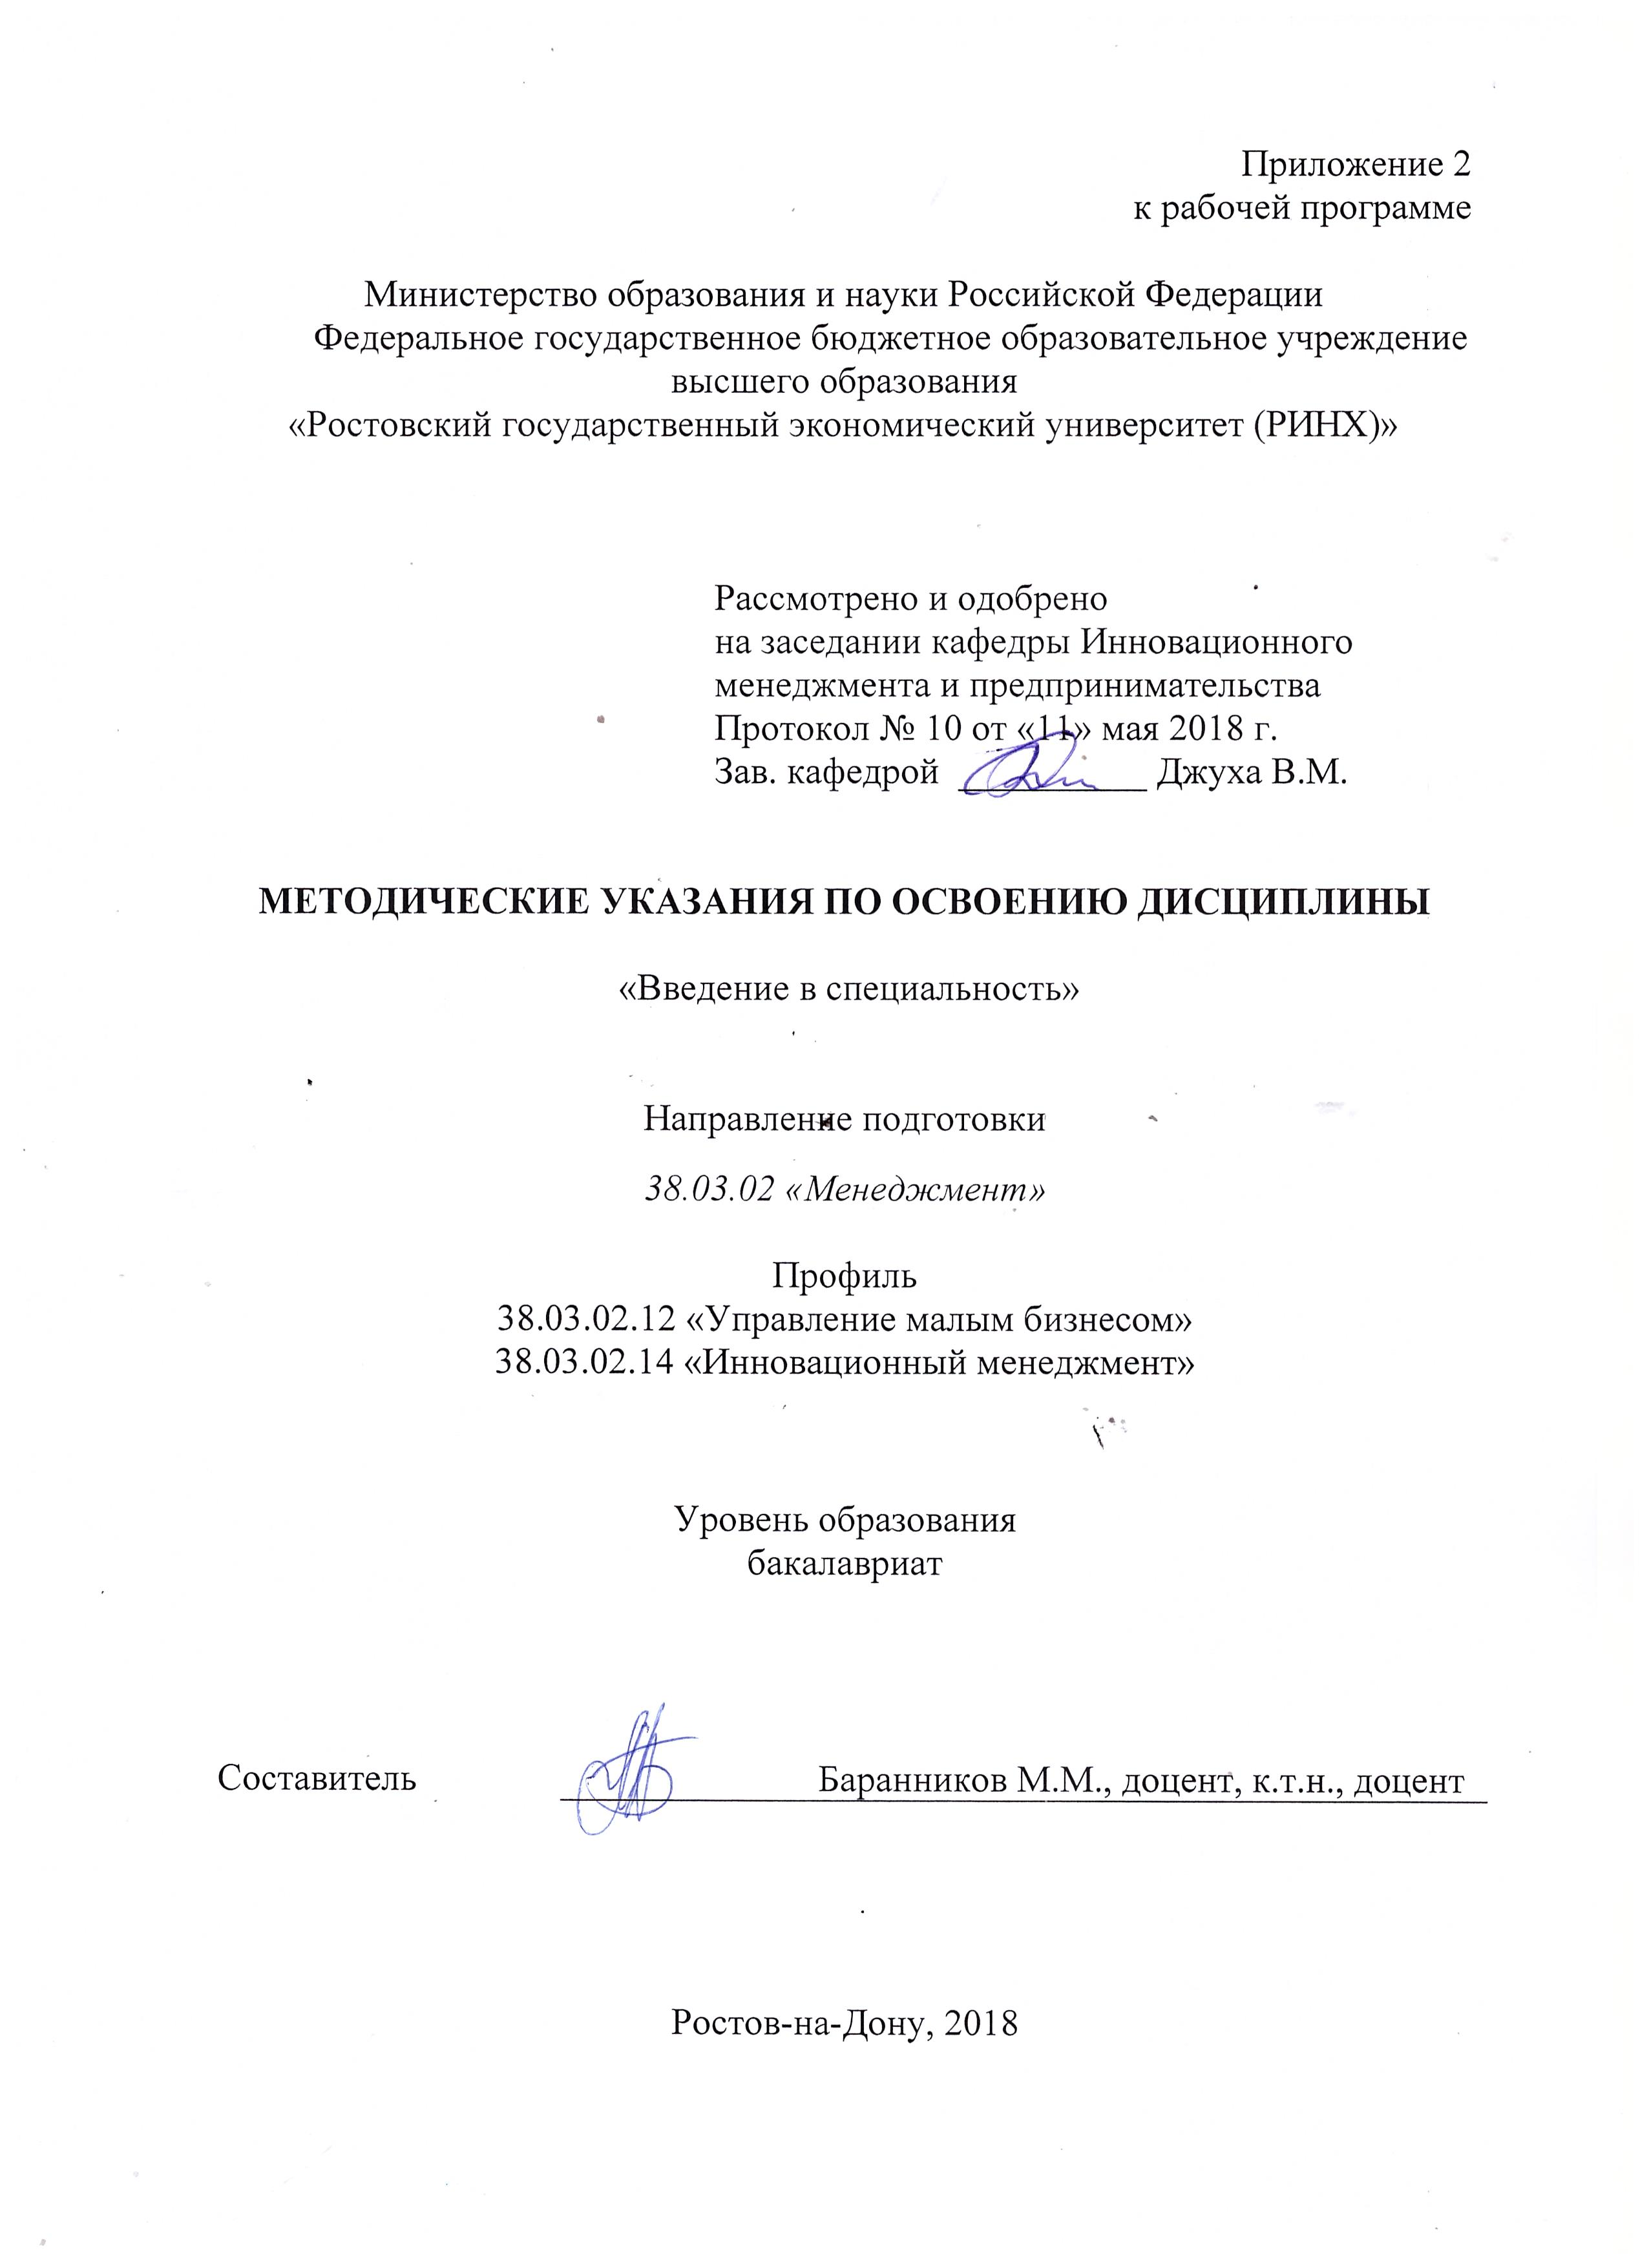 Приложение 2
к рабочей программе
Министерство образования и науки Российской Федерации
Федеральное государственное бюджетное образовательное учреждение
высшего образования
«Ростовский государственный экономический университет (РИНХ)»
Рассмотрено и одобрено
на заседании кафедры Инновационного
менеджмента и предпринимательства
Протокол № 10 от «11» мая 2018 г.
Зав. кафедрой __________ Джуха В.М.
МЕТОДИЧЕСКИЕ УКАЗАНИЯ ПО ОСВОЕНИЮ ДИСЦИПЛИНЫ
«Введение в специальность»
Направление подготовки
38.03.02 «Менеджмент»
Профиль
38.03.02.12 «Управление малым бизнесом»
38.03.02.14 «Инновационный менеджмент»
Уровень образования
бакалавриат
Составитель Баранников М.М., доцент, к.т.н., доцент
Ростов-на-Дону, 2018